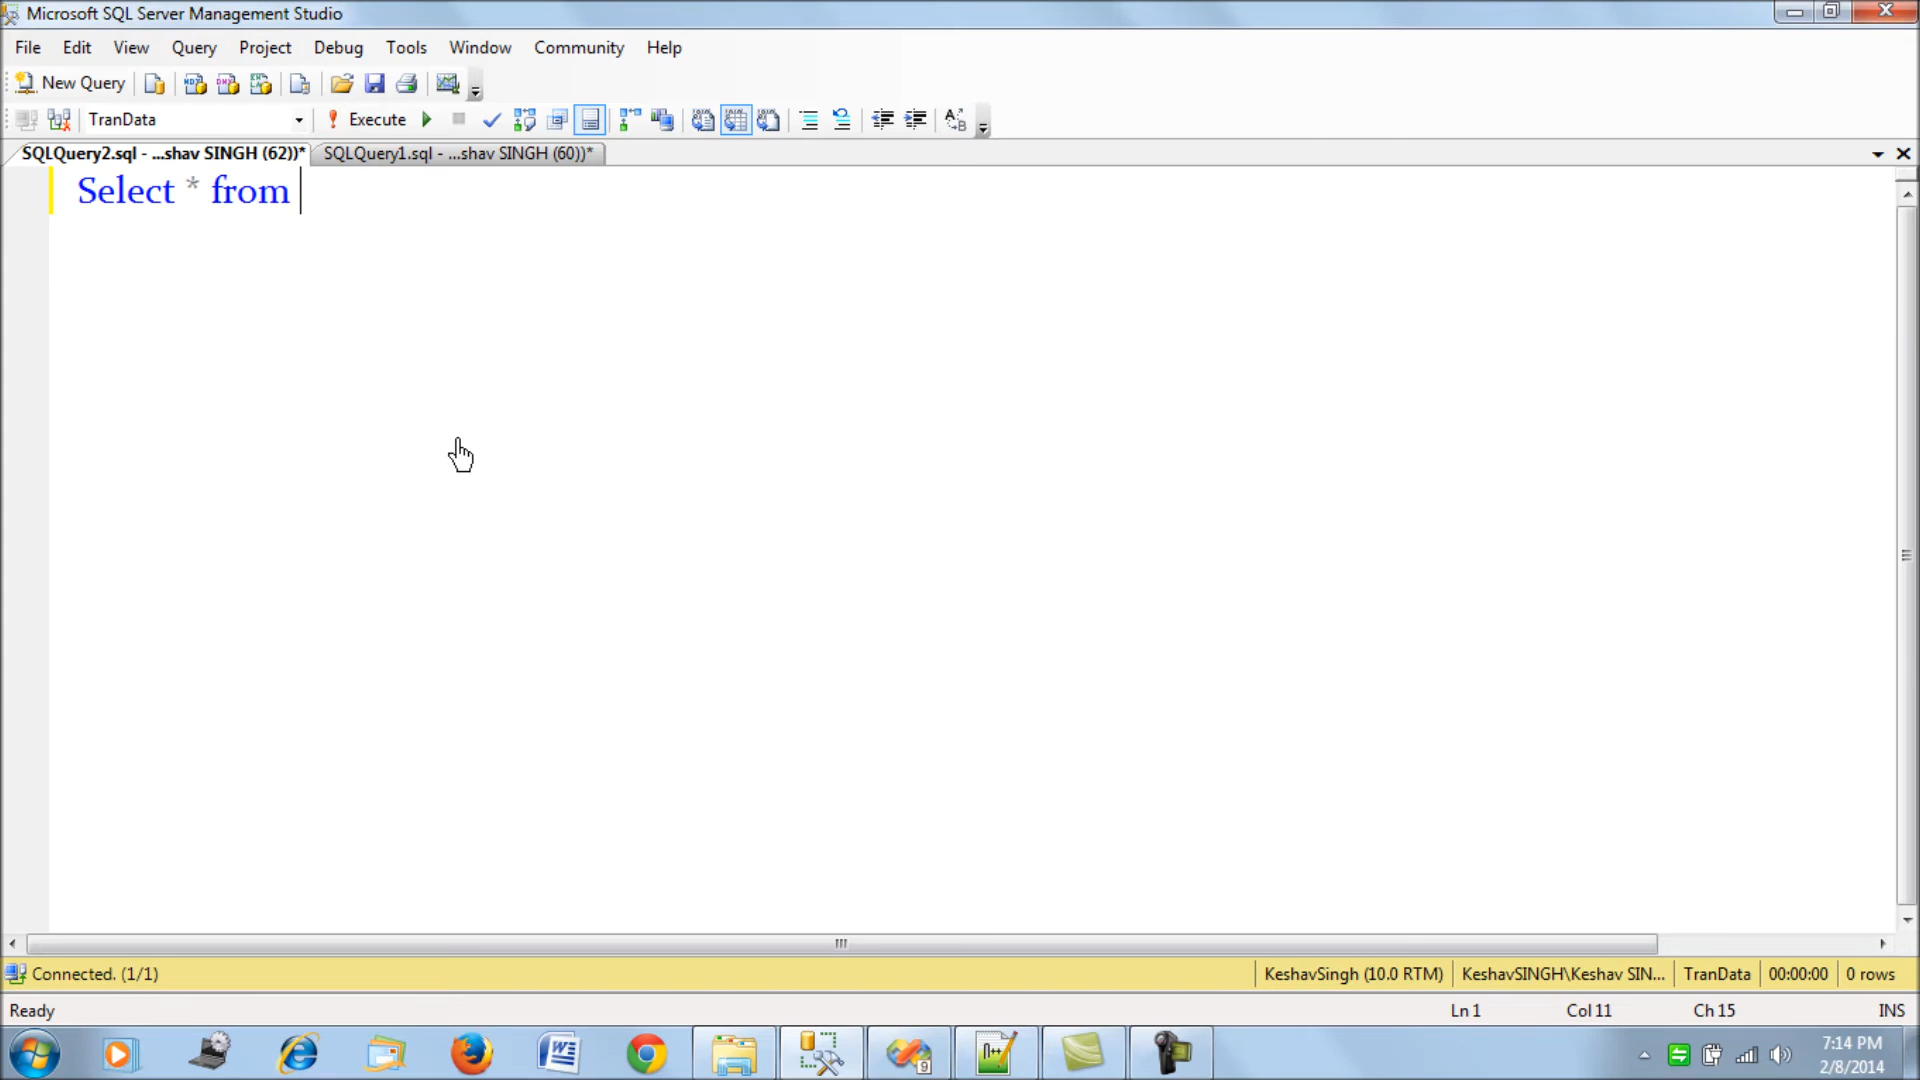 Microsoft SQL Server Management Studio
File Edit View Query Project Debug Tools Window Community Help
New Query
TranData Execute
SQLQuery2.sql - ...shav SINGH (62))* SQLQuery1.sql - ...shav SINGH (60))*
Select * from
Connected. (1/1) KeshavSingh (10.0 RTM) KeshavSINGH\Keshav SIN... TranData 00:00:00 0 rows
Ready Ln 1 Col 11 Ch 15 INS
7:14 PM
2/8/2014